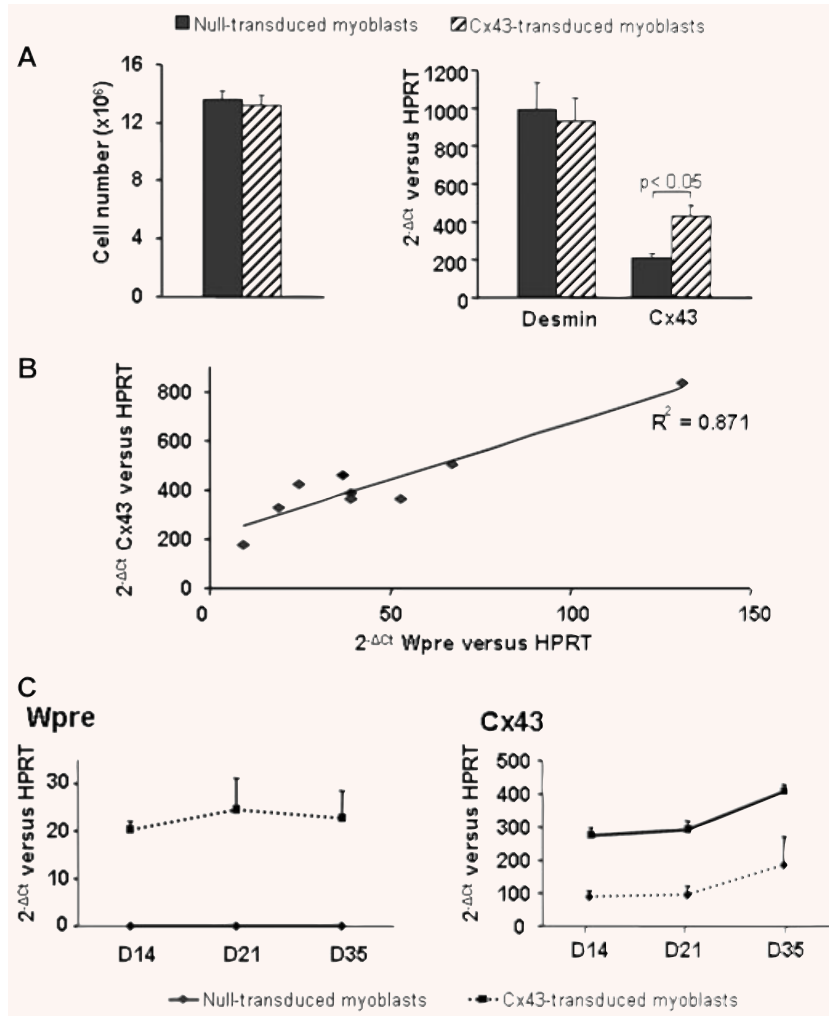 Null-transduced myoblasts Cx43-transduced myoblasts
A
Cell number (x10⁶)
16
12
8
4
0
2^-ΔCt versus HPRT
1200
1000
800
600
400
200
0
p< 0.05
Desmin Cx43
B
2^-ΔCt Cx43 versus HPRT
800
600
400
200
0
R² = 0.871
0 50 100 150
2^-ΔCt Wpre versus HPRT
C
Wpre
2^-ΔCt versus HPRT
30
20
10
0
D14 D21 D35
Cx43
2^-ΔCt versus HPRT
500
400
300
200
100
0
D14 D21 D35
Null-transduced myoblasts Cx43-transduced myoblasts